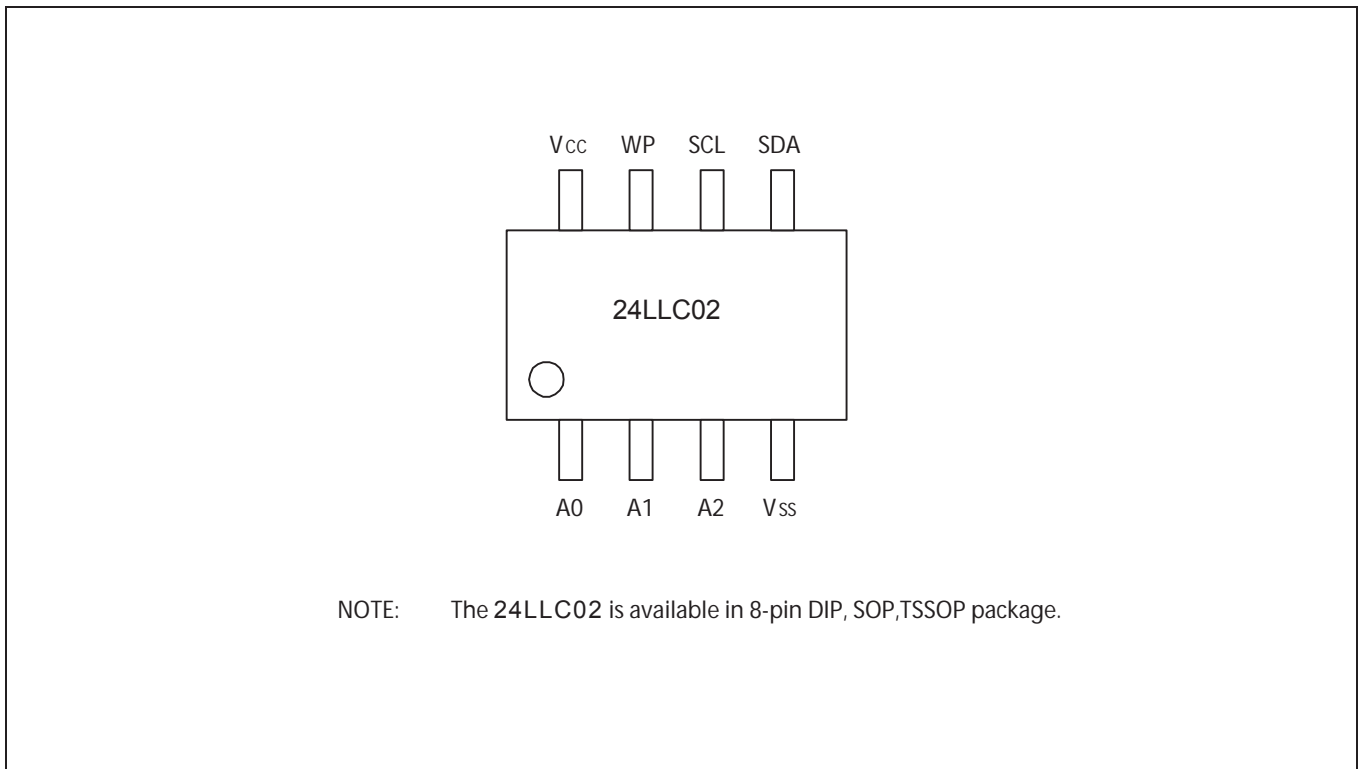 Vcc WP SCL SDA
24LLC02
A0 A1 A2 Vss
NOTE: The 24LLC02 is available in 8-pin DIP, SOP,TSSOP package.